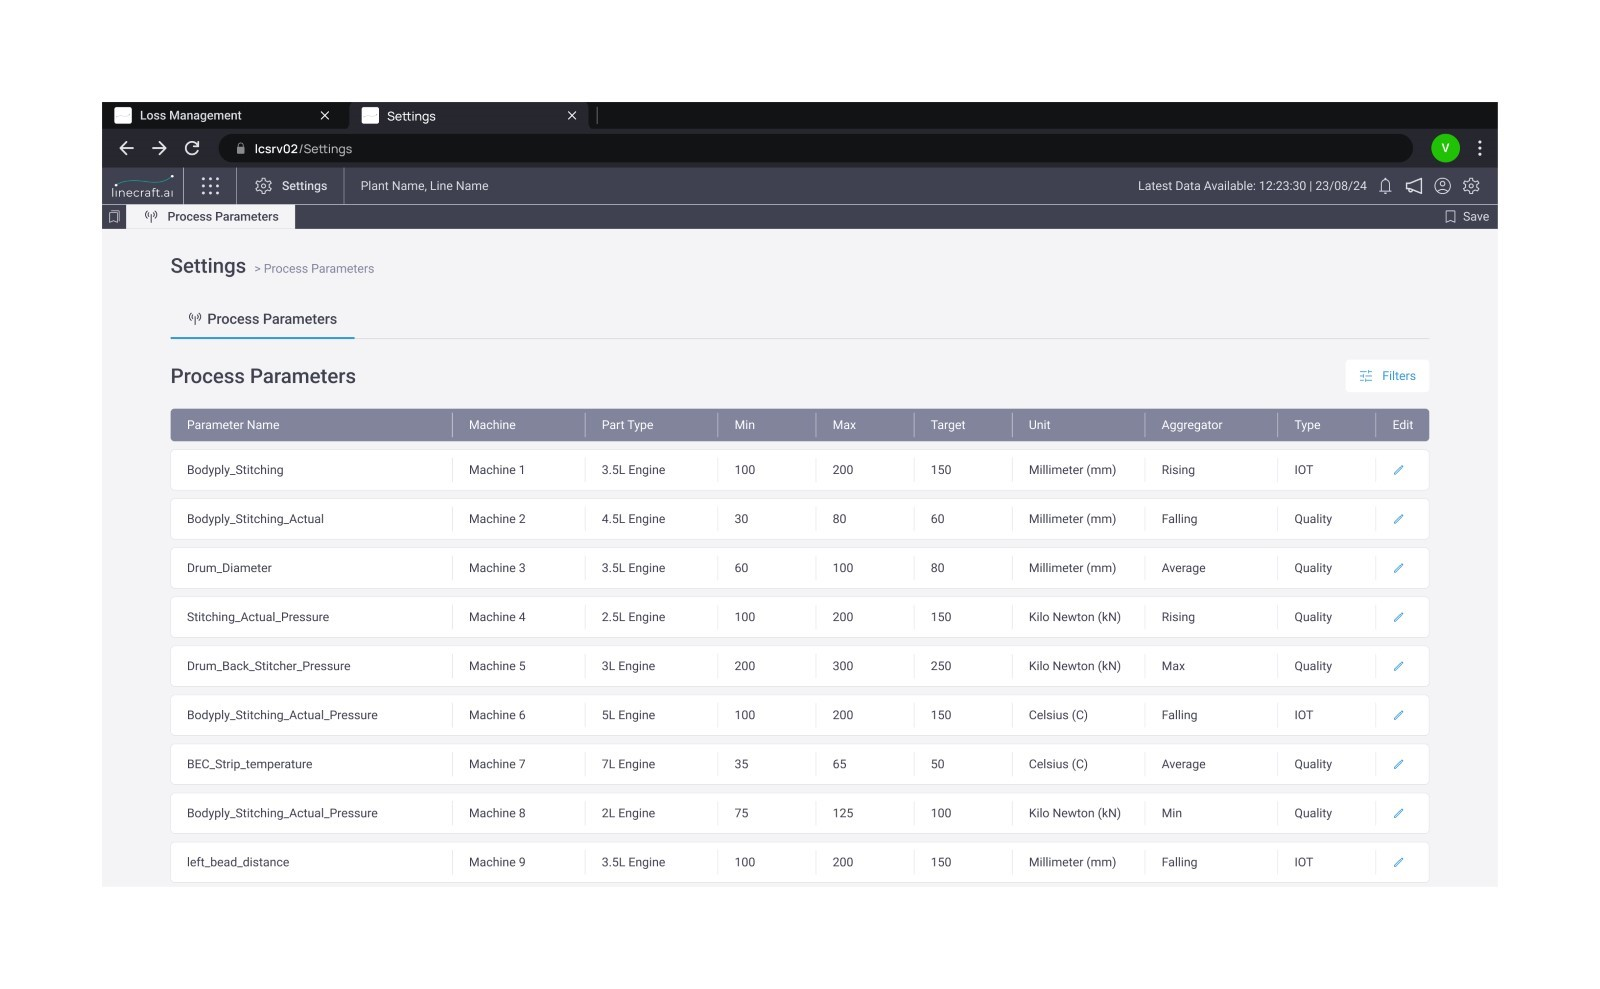 Loss Management
Settings
lcsrv02/Settings
V
linecraft.ai
Settings
Plant Name, Line Name
Latest Data Available: 12:23:30 | 23/08/24
Process Parameters
Save
Settings > Process Parameters
Process Parameters
Process Parameters
Filters
Parameter Name Machine Part Type Min Max Target Unit Aggregator Type Edit
Bodyply_Stitching Machine 1 3.5L Engine 100 200 150 Millimeter (mm) Rising IOT
Bodyply_Stitching_Actual Machine 2 4.5L Engine 30 80 60 Millimeter (mm) Falling Quality
Drum_Diameter Machine 3 3.5L Engine 60 100 80 Millimeter (mm) Average Quality
Stitching_Actual_Pressure Machine 4 2.5L Engine 100 200 150 Kilo Newton (kN) Rising Quality
Drum_Back_Stitcher_Pressure Machine 5 3L Engine 200 300 250 Kilo Newton (kN) Max Quality
Bodyply_Stitching_Actual_Pressure Machine 6 5L Engine 100 200 150 Celsius (C) Falling IOT
BEC_Strip_temperature Machine 7 7L Engine 35 65 50 Celsius (C) Average Quality
Bodyply_Stitching_Actual_Pressure Machine 8 2L Engine 75 125 100 Kilo Newton (kN) Min Quality
left_bead_distance Machine 9 3.5L Engine 100 200 150 Millimeter (mm) Falling IOT